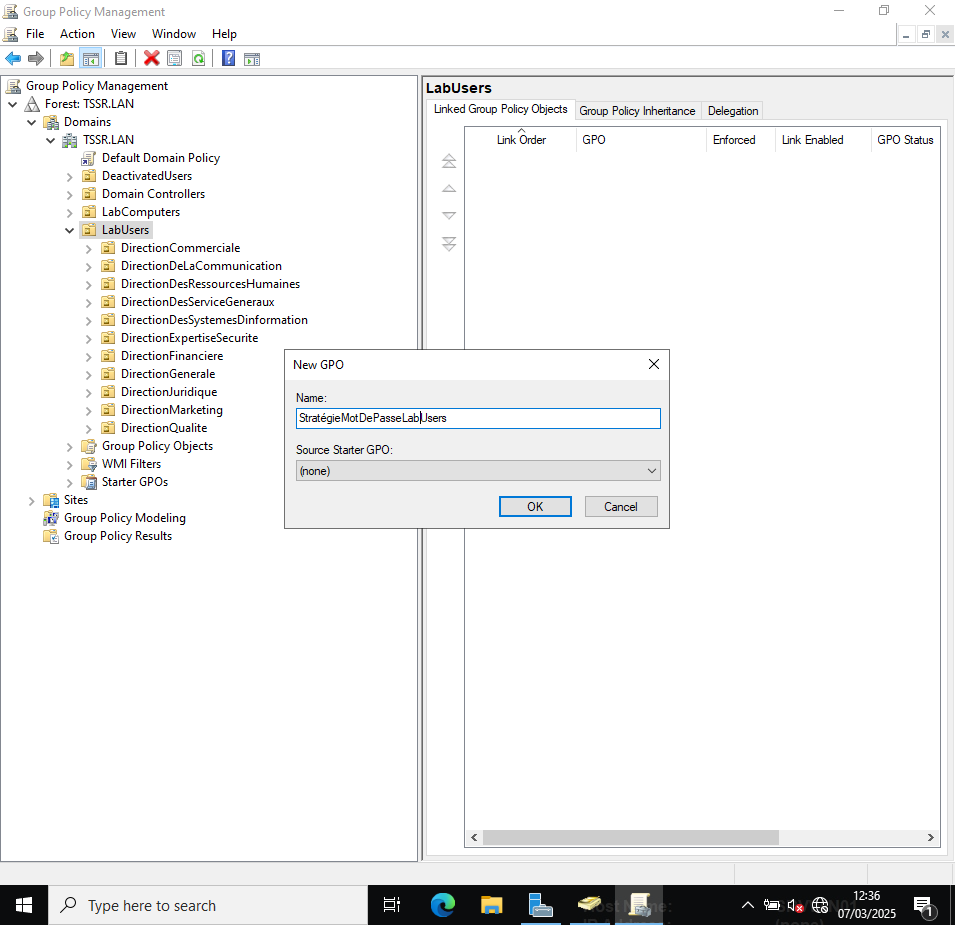 Group Policy Management
File Action View Window Help
Group Policy Management
Forest: TSSR.LAN
Domains
TSSR.LAN
Default Domain Policy
DeactivatedUsers
Domain Controllers
LabComputers
LabUsers
DirectionCommerciale
DirectionDeLaCommunication
DirectionDesRessourcesHumaines
DirectionDesServiceGeneraux
DirectionDesSystemesDinformation
DirectionExpertiseSecurite
DirectionFinanciere
DirectionGenerale
DirectionJuridique
DirectionMarketing
DirectionQualite
Group Policy Objects
WMI Filters
Starter GPOs
Sites
Group Policy Modeling
Group Policy Results
LabUsers
Linked Group Policy Objects Group Policy Inheritance Delegation
Link Order GPO Enforced Link Enabled GPO Status
New GPO
Name:
StratégieMotDePasseLabUsers
Source Starter GPO:
(none)
OK Cancel
Type here to search
12:36
07/03/2025
1